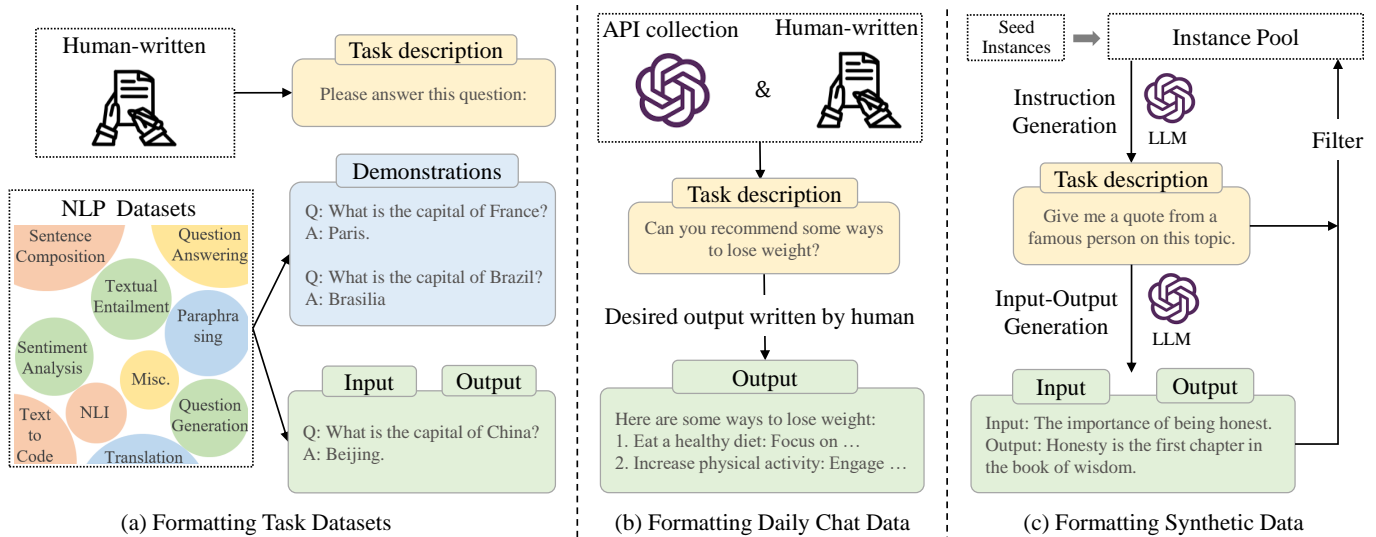 Human-written
Task description
Please answer this question:
NLP Datasets
Sentence
Composition
Question
Answering
Textual
Entailment
Paraphra
sing
Sentiment
Analysis
Misc.
NLI
Question
Generation
Text
to
Code
Translation
Demonstrations
Q: What is the capital of France?
A: Paris.
Q: What is the capital of Brazil?
A: Brasilia
Input
Output
Q: What is the capital of China?
A: Beijing.
(a) Formatting Task Datasets
API collection
&
Human-written
Task description
Can you recommend some ways
to lose weight?
Desired output written by human
Output
Here are some ways to lose weight:
1. Eat a healthy diet: Focus on …
2. Increase physical activity: Engage …
(b) Formatting Daily Chat Data
Seed
Instances
Instance Pool
Instruction
Generation
LLM
Filter
Task description
Give me a quote from a
famous person on this topic.
Input-Output
Generation
LLM
Input
Output
Input: The importance of being honest.
Output: Honesty is the first chapter in
the book of wisdom.
(c) Formatting Synthetic Data